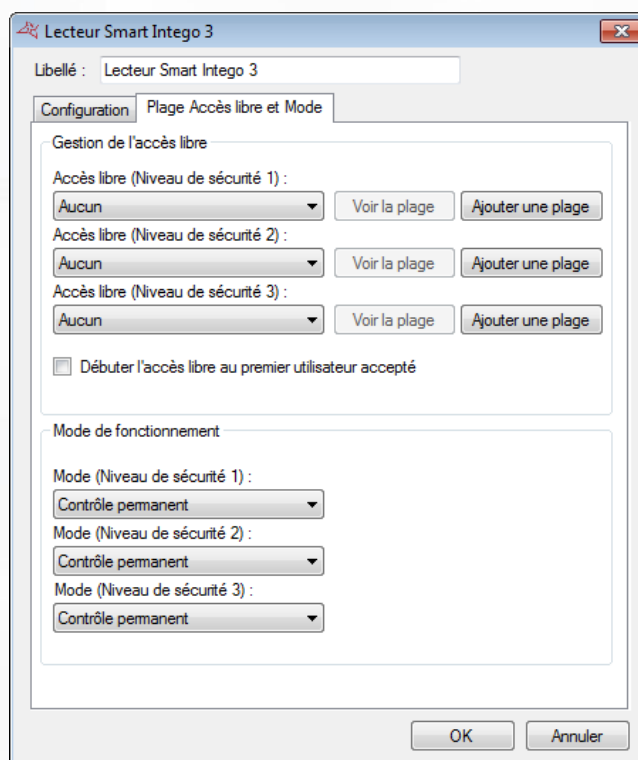 Lecteur Smart Intego 3
Libellé : Lecteur Smart Intego 3
Configuration Plage Accès libre et Mode
Gestion de l'accès libre
Accès libre (Niveau de sécurité 1) :
Aucun Voir la plage Ajouter une plage
Accès libre (Niveau de sécurité 2) :
Aucun Voir la plage Ajouter une plage
Accès libre (Niveau de sécurité 3) :
Aucun Voir la plage Ajouter une plage
Débuter l'accès libre au premier utilisateur accepté
Mode de fonctionnement
Mode (Niveau de sécurité 1) :
Contrôle permanent
Mode (Niveau de sécurité 2) :
Contrôle permanent
Mode (Niveau de sécurité 3) :
Contrôle permanent
OK Annuler